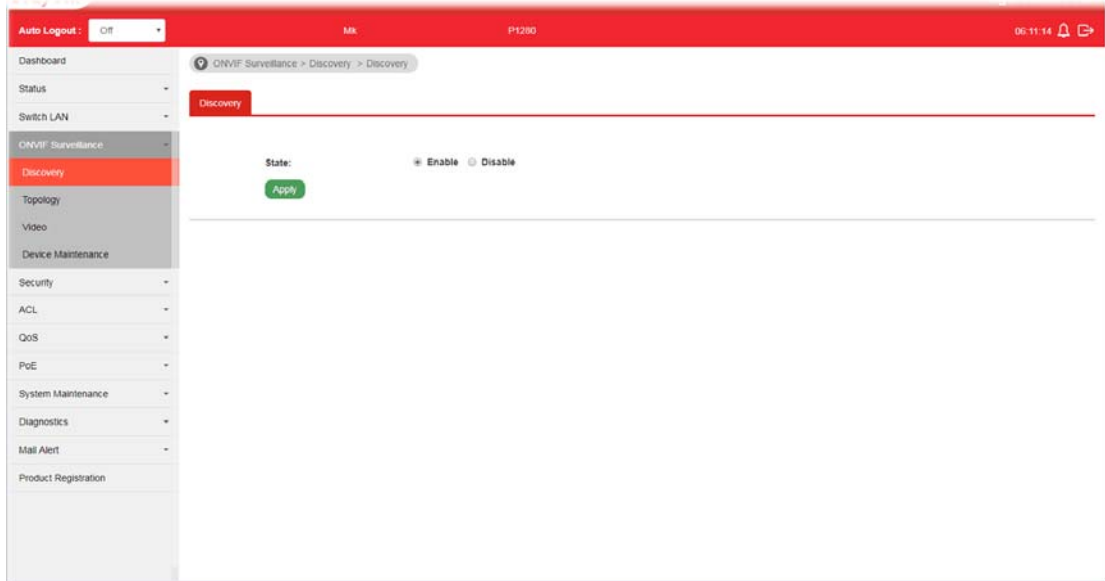 Auto Logout : Off Mk P1280 06:11:14
Dashboard
ONVIF Surveillance > Discovery > Discovery
Status
Switch LAN
Discovery
ONVIF Surveillance
Discovery
State: Enable Disable
Apply
Topology
Video
Device Maintenance
Security
ACL
QoS
PoE
System Maintenance
Diagnostics
Mail Alert
Product Registration